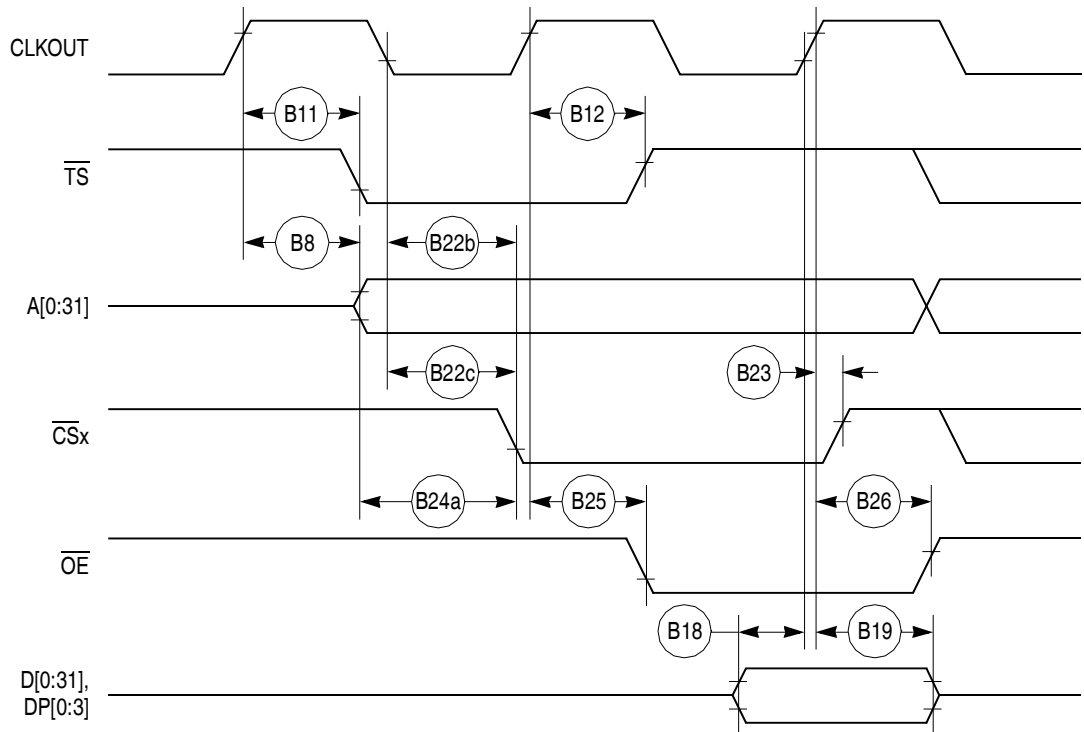 CLKOUT
B11
B12
TS
B8
B22b
A[0:31]
B22c
B23
CSx
B24a
B25
B26
OE
B18
B19
D[0:31],
DP[0:3]